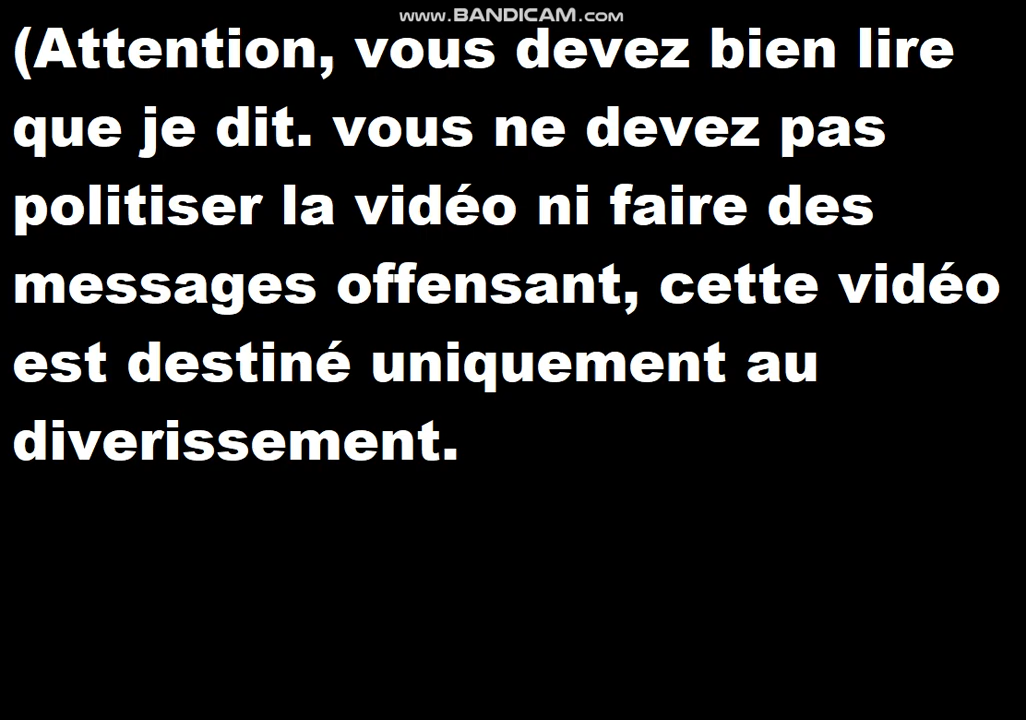 www.BANDICAM.com
(Attention, vous devez bien lire
que je dit. vous ne devez pas
politiser la vidéo ni faire des
messages offensant, cette vidéo
est destiné uniquement au
diverissement.